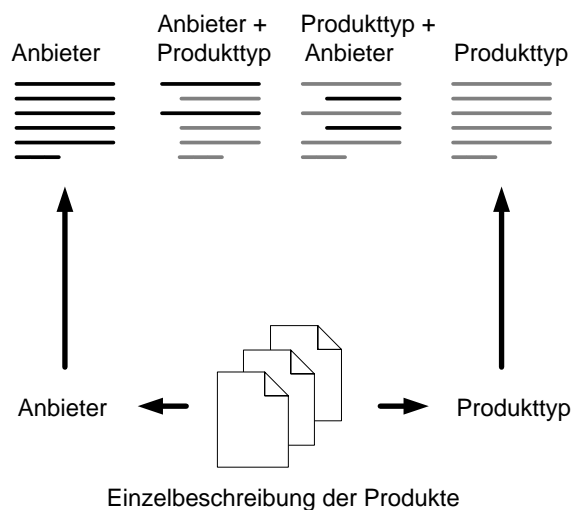 Anbieter
Anbieter +
Produkttyp
Produkttyp +
Anbieter
Produkttyp
Anbieter
Produkttyp
Einzelbeschreibung der Produkte